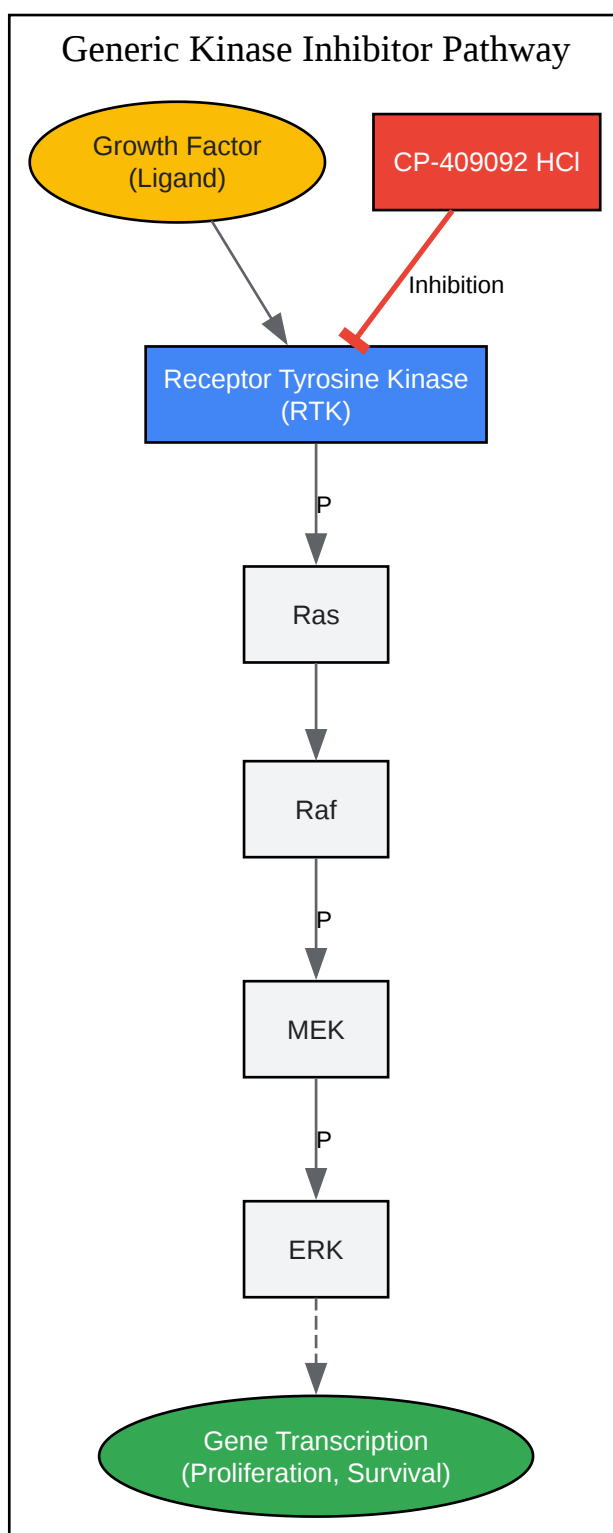 Generic Kinase Inhibitor Pathway
Growth Factor
(Ligand)
CP-409092 HCl
Inhibition
Receptor Tyrosine Kinase
(RTK)
P
Ras
Raf
P
MEK
P
ERK
Gene Transcription
(Proliferation, Survival)